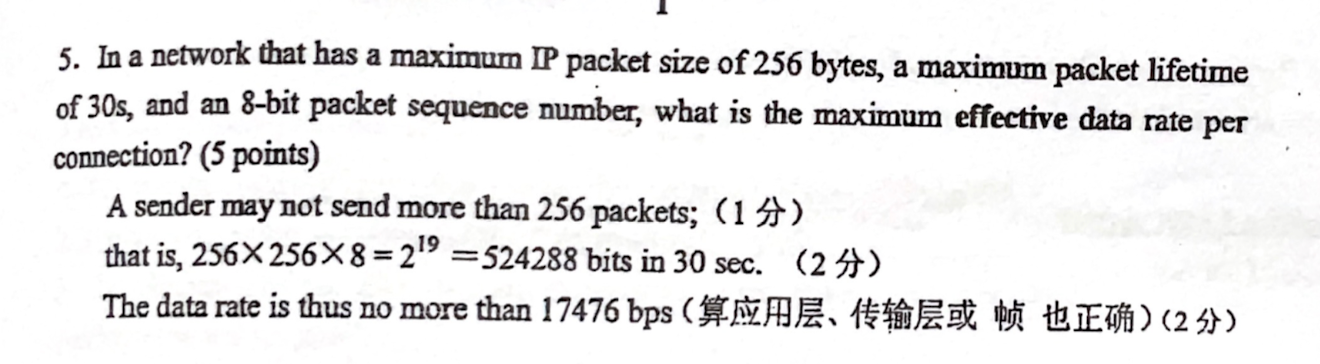 5. In a network that has a maximum IP packet size of 256 bytes, a maximum packet lifetime
of 30s, and an 8-bit packet sequence number, what is the maximum effective data rate per
connection? (5 points)
A sender may not send more than 256 packets;（1 分）
that is, 256×256×8＝2¹⁹ ＝524288 bits in 30 sec. （2 分）
The data rate is thus no more than 17476 bps（算应用层、传输层或 帧 也正确）(2 分）